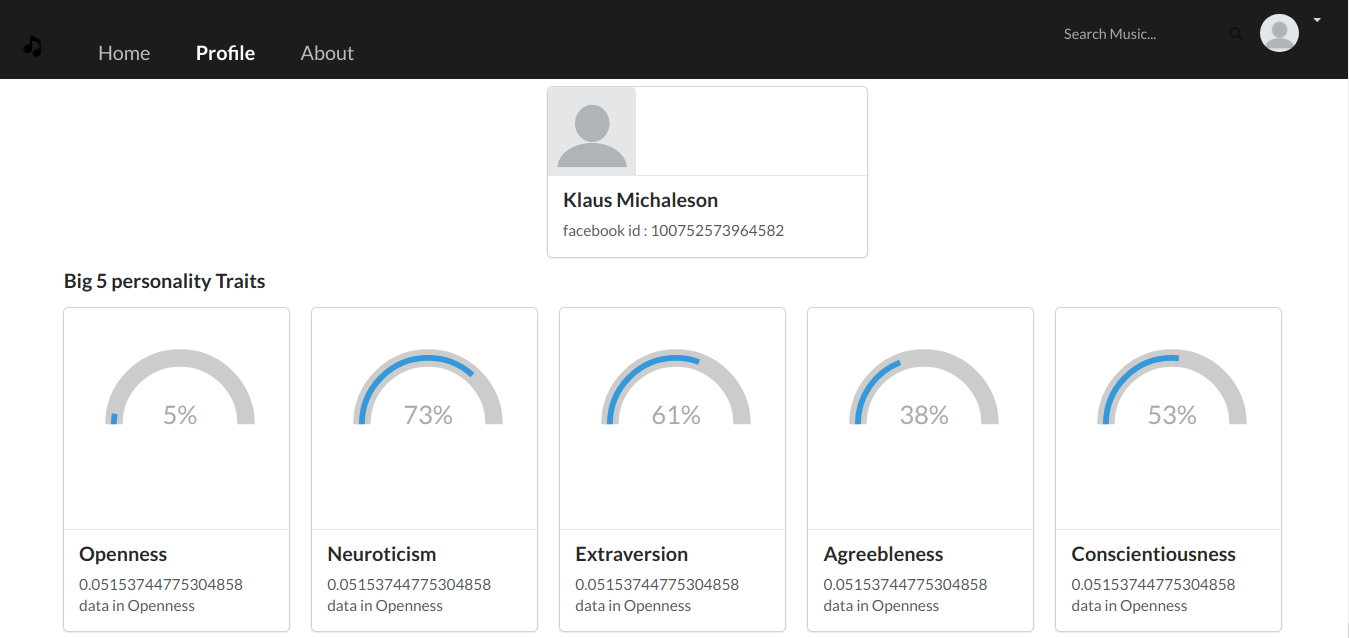 Home Profile About Search Music...
Klaus Michaleson
facebook id : 100752573964582
Big 5 personality Traits
5% 73% 61% 38% 53%
Openness Neuroticism Extraversion Agreebleness Conscientiousness
0.05153744775304858 0.05153744775304858 0.05153744775304858 0.05153744775304858 0.05153744775304858
data in Openness data in Openness data in Openness data in Openness data in Openness